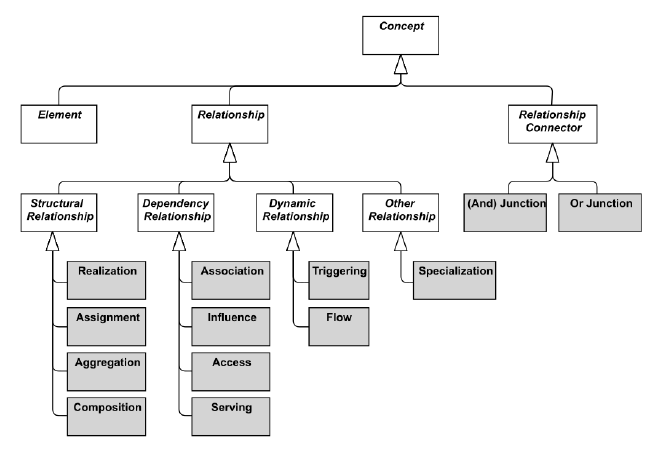 Concept
Element
Relationship
Relationship
Connector
Structural
Relationship
Dependency
Relationship
Dynamic
Relationship
Other
Relationship
(And) Junction
Or Junction
Realization
Association
Triggering
Specialization
Assignment
Influence
Flow
Aggregation
Access
Composition
Serving